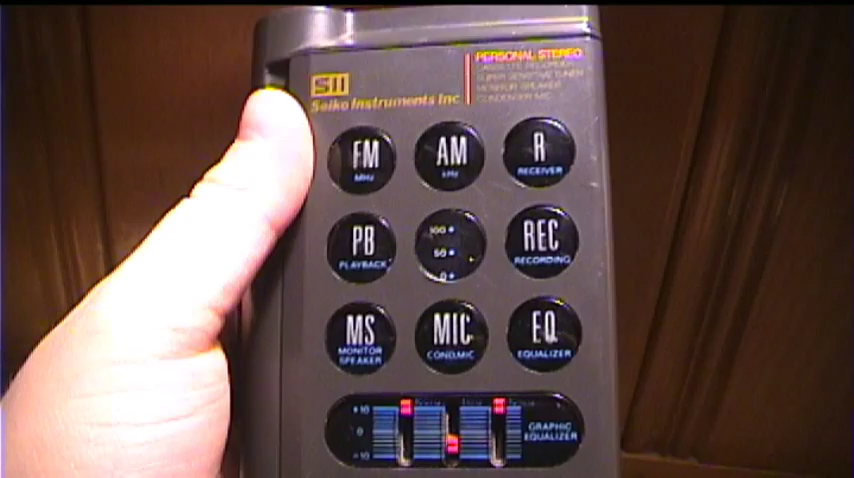 SII
Seiko Instruments Inc
PERSONAL STEREO
CASSETTE RECORDER
SUPER SENSITIVE TUNER
MONITOR SPEAKER
CONDENSER MIC
FM
MHz
AM
kHz
R
RECEIVER
PB
PLAYBACK
100
50
0
REC
RECORDING
MS
MONITOR
SPEAKER
MIC
COND.MIC
EQ
EQUALIZER
+10
0
-10
GRAPHIC
EQUALIZER